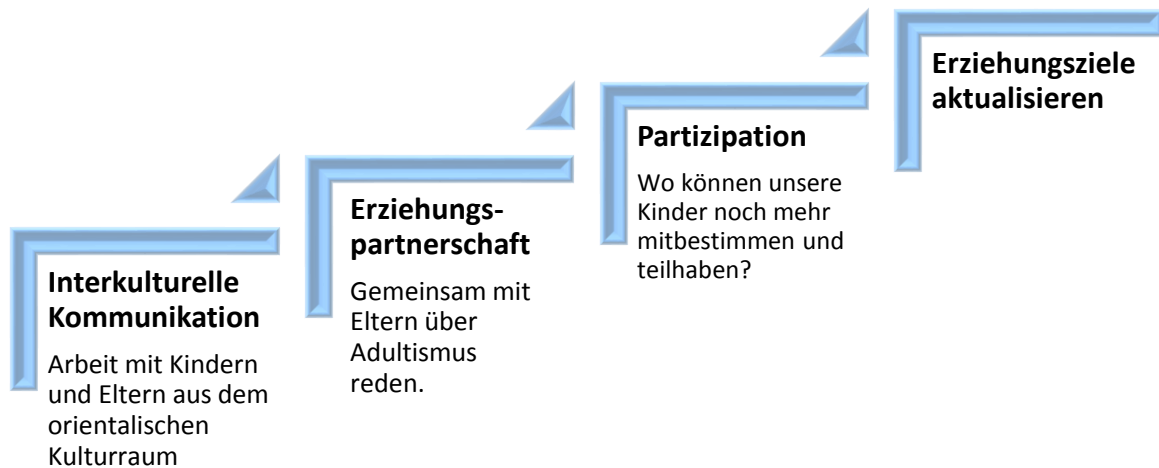 Interkulturelle
Kommunikation
Arbeit mit Kindern
und Eltern aus dem
orientalischen
Kulturraum
Erziehungs-
partnerschaft
Gemeinsam mit
Eltern über
Adultismus
reden.
Partizipation
Wo können unsere
Kinder noch mehr
mitbestimmen und
teilhaben?
Erziehungsziele
aktualisieren